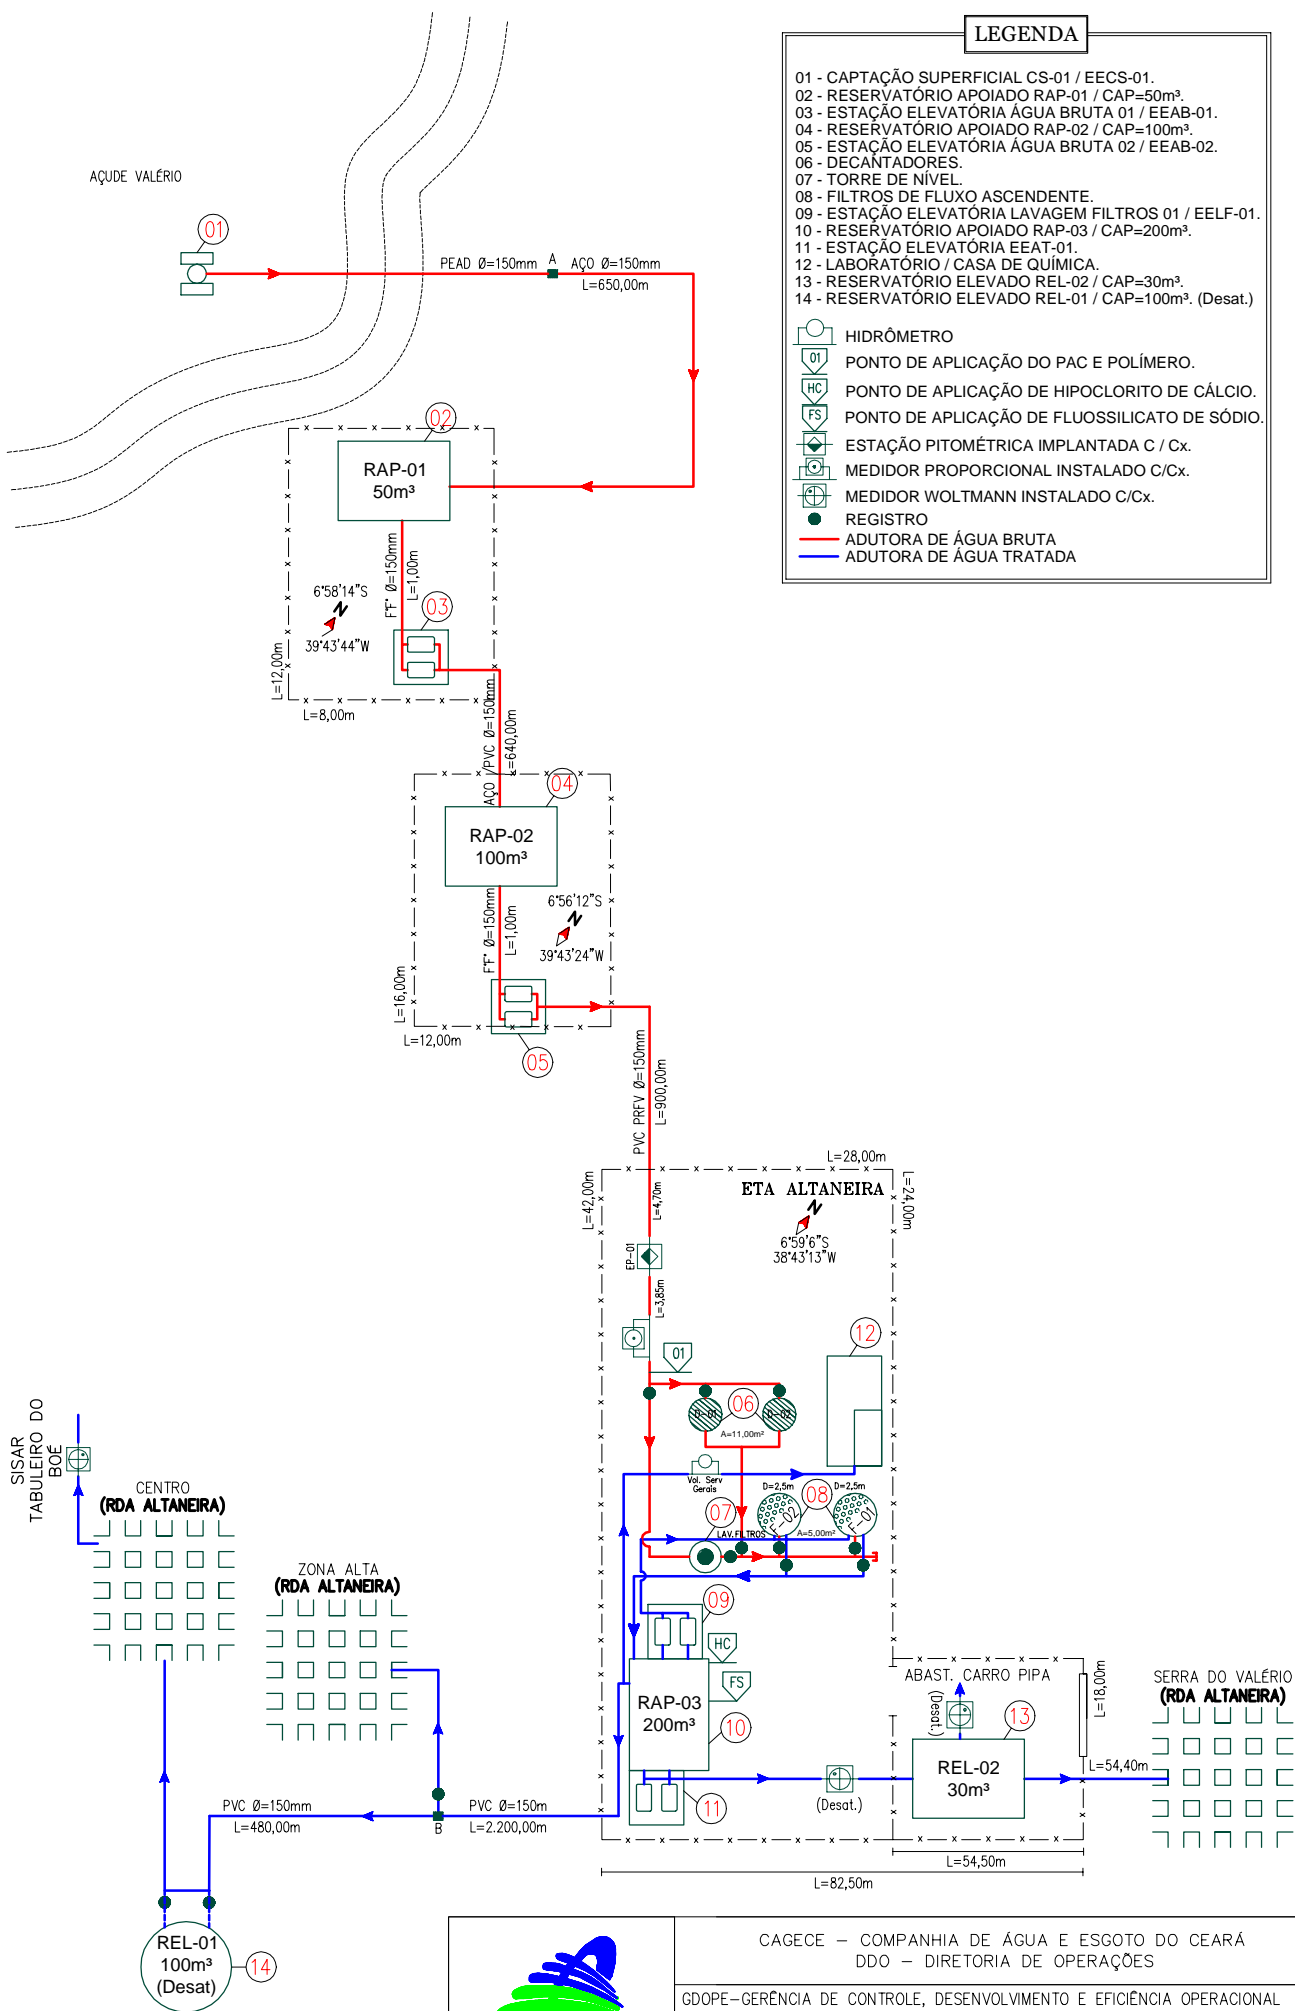 LEGENDA
01 - CAPTAÇÃO SUPERFICIAL CS-01 / EECS-01.
02 - RESERVATÓRIO APOIADO RAP-01 / CAP=50m³.
03 - ESTAÇÃO ELEVATÓRIA ÁGUA BRUTA 01 / EEAB-01.
04 - RESERVATÓRIO APOIADO RAP-02 / CAP=100m³.
05 - ESTAÇÃO ELEVATÓRIA ÁGUA BRUTA 02 / EEAB-02.
06 - DECANTADORES.
07 - TORRE DE NÍVEL.
08 - FILTROS DE FLUXO ASCENDENTE.
09 - ESTAÇÃO ELEVATÓRIA LAVAGEM FILTROS 01 / EELF-01.
10 - RESERVATÓRIO APOIADO RAP-03 / CAP=200m³.
11 - ESTAÇÃO ELEVATÓRIA EEAT-01.
12 - LABORATÓRIO / CASA DE QUÍMICA.
13 - RESERVATÓRIO ELEVADO REL-02 / CAP=30m³.
14 - RESERVATÓRIO ELEVADO REL-01 / CAP=100m³. (Desat.)
HIDRÔMETRO
01 PONTO DE APLICAÇÃO DO PAC E POLÍMERO.
HC PONTO DE APLICAÇÃO DE HIPOCLORITO DE CÁLCIO.
FS PONTO DE APLICAÇÃO DE FLUOSSILICATO DE SÓDIO.
ESTAÇÃO PITOMÉTRICA IMPLANTADA C / Cx.
MEDIDOR PROPORCIONAL INSTALADO C/Cx.
MEDIDOR WOLTMANN INSTALADO C/Cx.
REGISTRO
ADUTORA DE ÁGUA BRUTA
ADUTORA DE ÁGUA TRATADA
AÇUDE VALÉRIO
01
PEAD Ø=150mm
A
AÇO Ø=150mm
L=650,00m
02
RAP-01
50m³
F°F° Ø=150mm
L=1,00m
6°58'14"S
N
39°43'44"W
03
L=12,00m
L=8,00m
AÇO /PVC Ø=150mm
L=640,00m
04
RAP-02
100m³
F°F° Ø=150mm
L=1,00m
6°56'12"S
N
39°43'24"W
L=16,00m
L=12,00m
05
PVC PRFV Ø=150mm
L=900,00m
L=28,00m
L=42,00m
L=24,00m
ETA ALTANEIRA
N
6°59'6"S
38°43'13"W
L=4,70m
EP-01
L=3,85m
01
12
D-01
06
D-02
A=11,00m²
Vol. Serv
Gerais
D=2,5m
08
D=2,5m
F-02
F-01
A=5,00m²
07
LAV.FILTROS
09
HC
FS
RAP-03
200m³
10
11
ABAST. CARRO PIPA
(Desat.)
L=18,00m
13
REL-02
30m³
(Desat.)
L=54,40m
SERRA DO VALÉRIO
(RDA ALTANEIRA)
L=54,50m
L=82,50m
SISAR
TABULEIRO DO
BOÉ
CENTRO
(RDA ALTANEIRA)
ZONA ALTA
(RDA ALTANEIRA)
PVC Ø=150mm
L=480,00m
B
PVC Ø=150m
L=2.200,00m
REL-01
100m³
(Desat)
14
CAGECE – COMPANHIA DE ÁGUA E ESGOTO DO CEARÁ
DDO – DIRETORIA DE OPERAÇÕES
GDOPE–GERÊNCIA DE CONTROLE, DESENVOLVIMENTO E EFICIÊNCIA OPERACIONAL